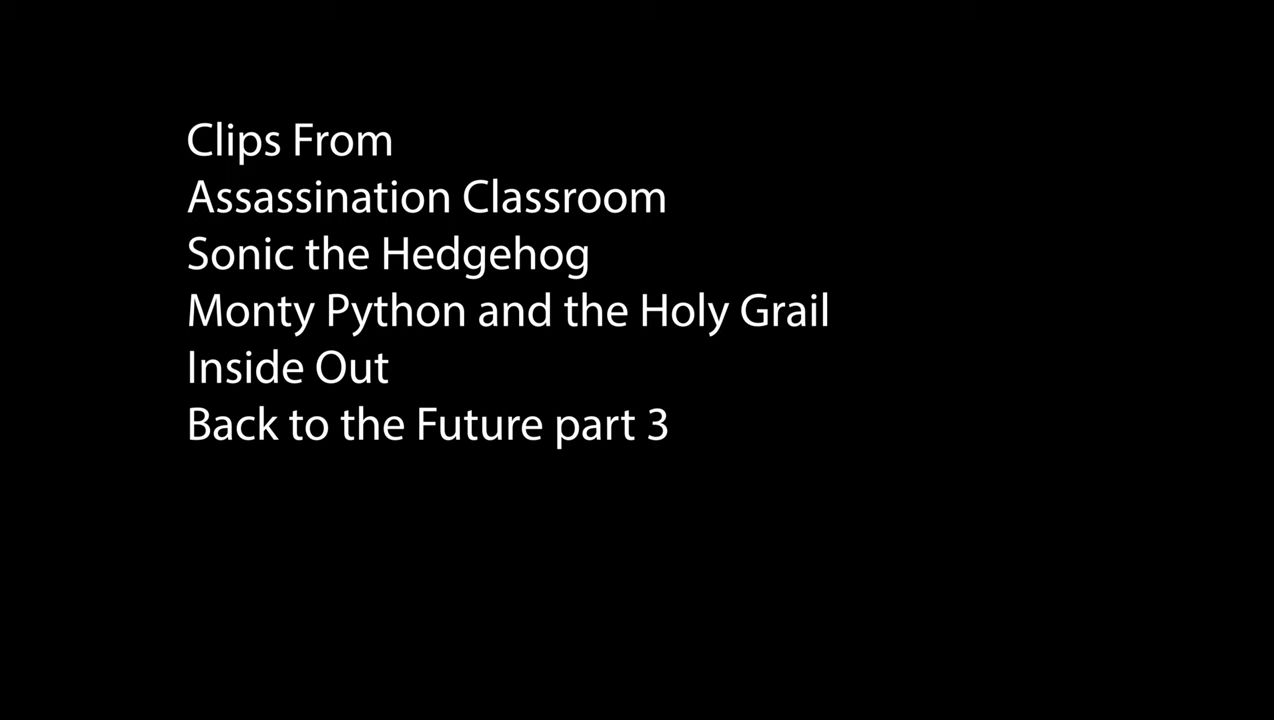 Clips From
Assassination Classroom
Sonic the Hedgehog
Monty Python and the Holy Grail
Inside Out
Back to the Future part 3